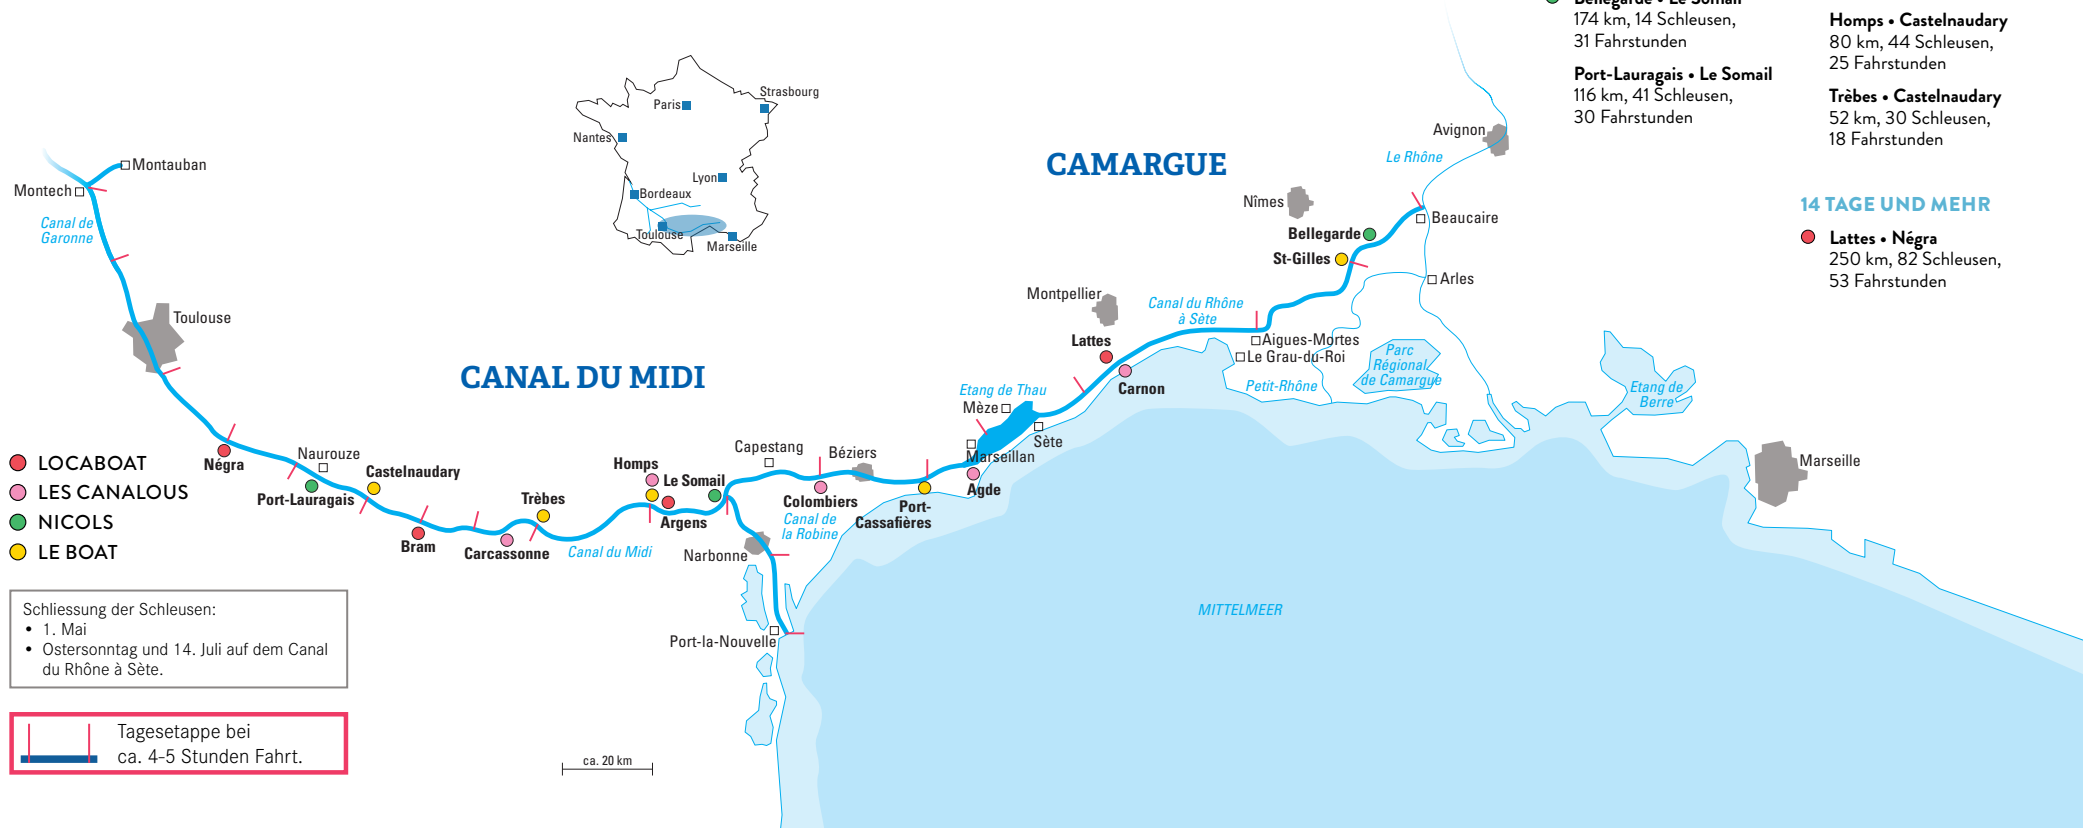 Bellegarde • Le Somail
174 km, 14 Schleusen,
31 Fahrstunden
Port-Lauragais • Le Somail
116 km, 41 Schleusen,
30 Fahrstunden
Homps • Castelnaudary
80 km, 44 Schleusen,
25 Fahrstunden
Trèbes • Castelnaudary
52 km, 30 Schleusen,
18 Fahrstunden
14 TAGE UND MEHR
Lattes • Négra
250 km, 82 Schleusen,
53 Fahrstunden
Paris
Strasbourg
Nantes
Lyon
Bordeaux
Toulouse
Marseille
CAMARGUE
CANAL DU MIDI
Montauban
Montech
Canal de
Garonne
Toulouse
Négra
Naurouze
Port-Lauragais
Castelnaudary
Bram
Carcassonne
Trèbes
Canal du Midi
Homps
Argens
Le Somail
Capestang
Colombiers
Béziers
Canal de
la Robine
Narbonne
Port-la-Nouvelle
Port-
Cassafières
Agde
Marseillan
Mèze
Etang de Thau
Sète
Montpellier
Lattes
Carnon
Canal du Rhône
à Sète
Aigues-Mortes
Le Grau-du-Roi
Petit-Rhône
Parc
Régional
de Camargue
Nîmes
Bellegarde
St-Gilles
Beaucaire
Arles
Avignon
Le Rhône
Etang de
Berre
Marseille
MITTELMEER
LOCABOAT
LES CANALOUS
NICOLS
LE BOAT
Schliessung der Schleusen:
• 1. Mai
• Ostersonntag und 14. Juli auf dem Canal
du Rhône à Sète.
Tagesetappe bei
ca. 4-5 Stunden Fahrt.
ca. 20 km